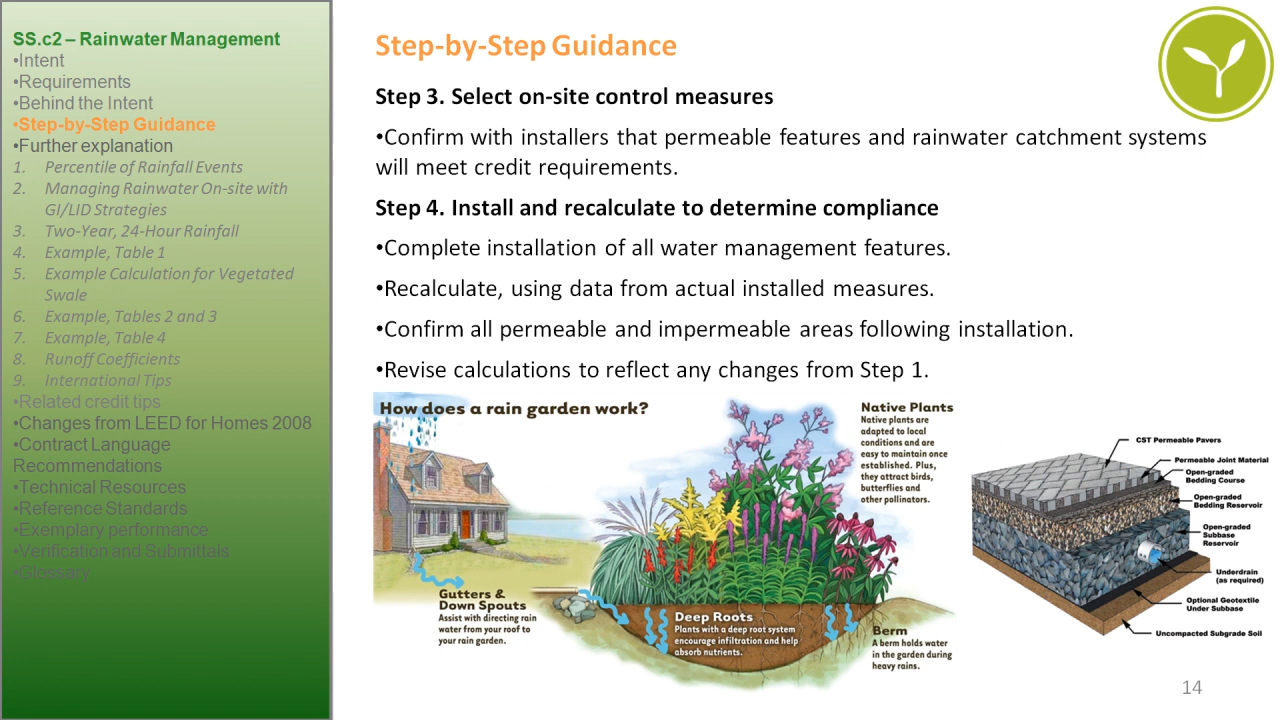 SS.c2 – Rainwater Management
•Intent
•Requirements
•Behind the Intent
•Step-by-Step Guidance
•Further explanation
1. Percentile of Rainfall Events
2. Managing Rainwater On-site with
GI/LID Strategies
3. Two-Year, 24-Hour Rainfall
4. Example, Table 1
5. Example Calculation for Vegetated
Swale
6. Example, Tables 2 and 3
7. Example, Table 4
8. Runoff Coefficients
9. International Tips
•Related credit tips
•Changes from LEED for Homes 2008
•Contract Language
Recommendations
•Technical Resources
•Reference Standards
•Exemplary performance
•Verification and Submittals
•Glossary
Step-by-Step Guidance
Step 3. Select on-site control measures
•Confirm with installers that permeable features and rainwater catchment systems
will meet credit requirements.
Step 4. Install and recalculate to determine compliance
•Complete installation of all water management features.
•Recalculate, using data from actual installed measures.
•Confirm all permeable and impermeable areas following installation.
•Revise calculations to reflect any changes from Step 1.
How does a rain garden work?
Native Plants
Native plants are
adapted to local
conditions and are
easy to maintain once
established. Plus,
they attract birds,
butterflies and
other pollinators.
Gutters &
Down Spouts
Assist with directing rain
water from your roof to
your rain garden.
Deep Roots
Plants with a deep root system
encourage infiltration and help
absorb nutrients.
Berm
A berm holds water
in the garden during
heavy rains.
CST Permeable Pavers
Permeable Joint Material
Open-graded
Bedding Course
Open-graded
Bedding Reservoir
Open-graded
Subbase
Reservoir
Underdrain
(as required)
Optional Geotextile
Under Subbase
Uncompacted Subgrade Soil
14